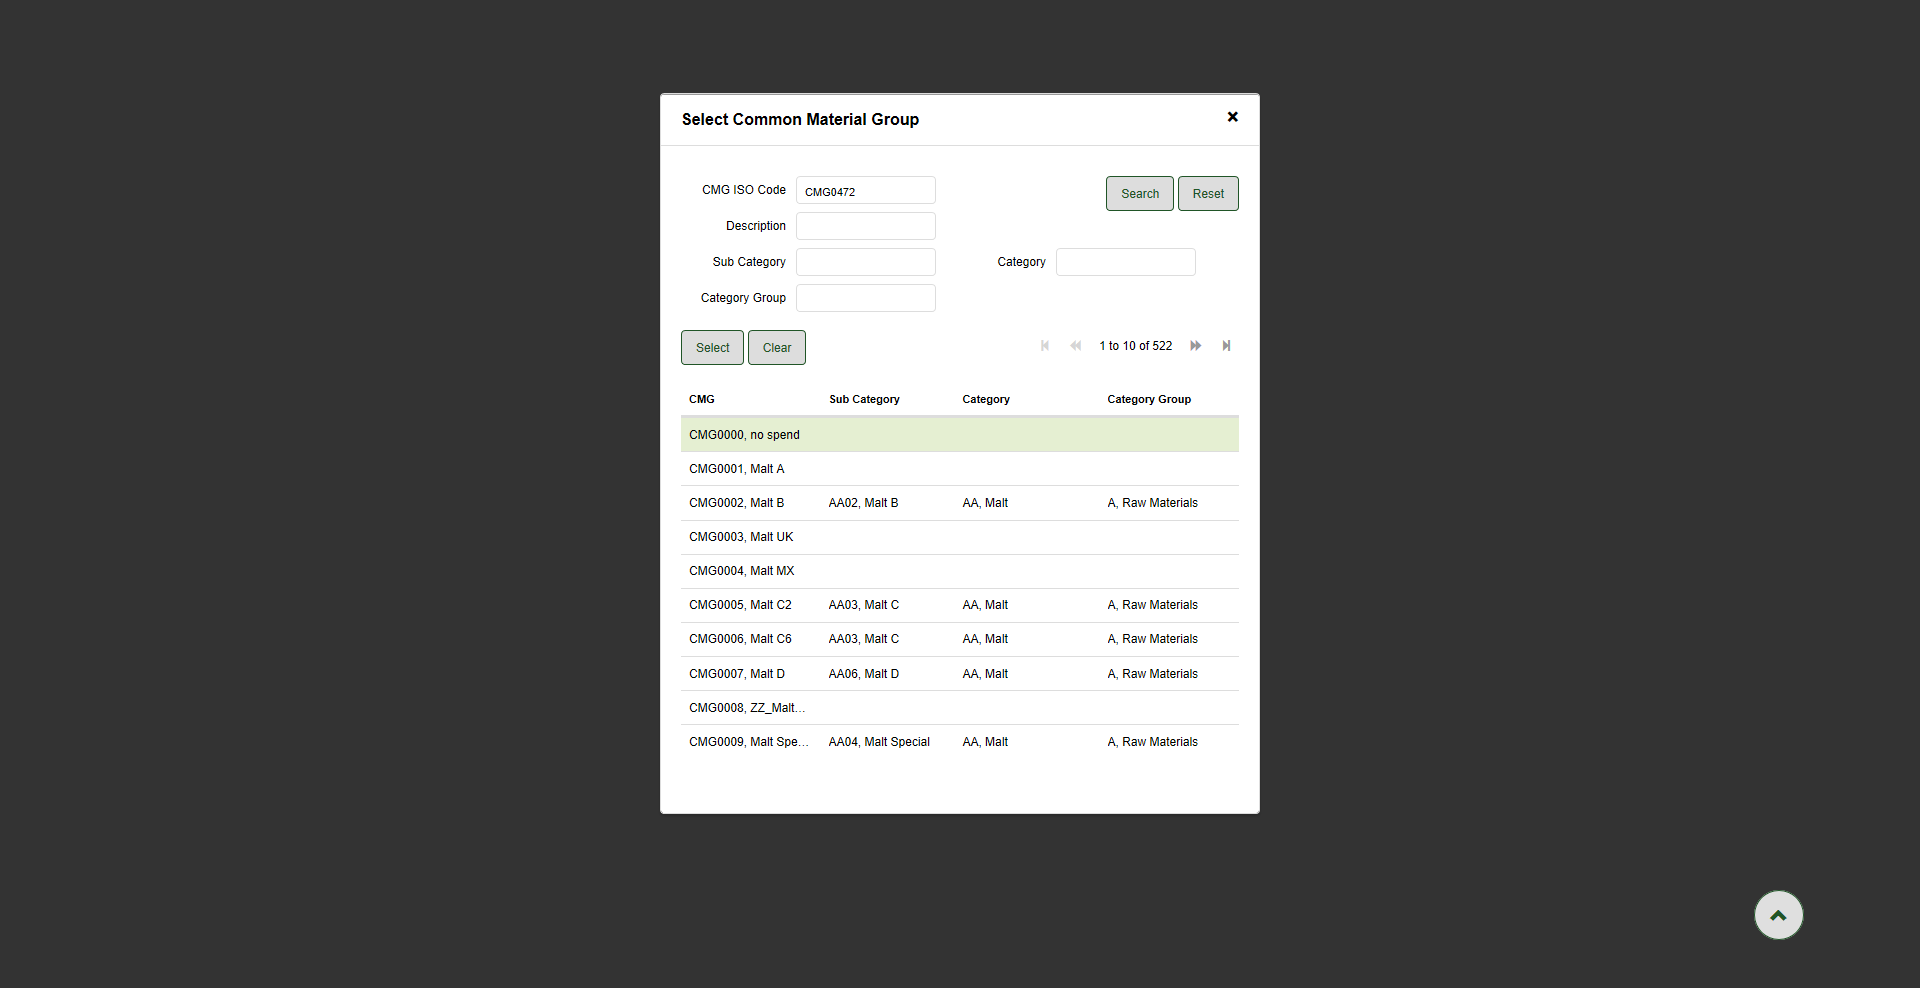 Select Common Material Group
CMG ISO Code CMG0472 Search Reset
Description
Sub Category Category
Category Group
Select Clear 1 to 10 of 522
CMG Sub Category Category Category Group
CMG0000, no spend
CMG0001, Malt A
CMG0002, Malt B AA02, Malt B AA, Malt A, Raw Materials
CMG0003, Malt UK
CMG0004, Malt MX
CMG0005, Malt C2 AA03, Malt C AA, Malt A, Raw Materials
CMG0006, Malt C6 AA03, Malt C AA, Malt A, Raw Materials
CMG0007, Malt D AA06, Malt D AA, Malt A, Raw Materials
CMG0008, ZZ_Malt...
CMG0009, Malt Spe... AA04, Malt Special AA, Malt A, Raw Materials